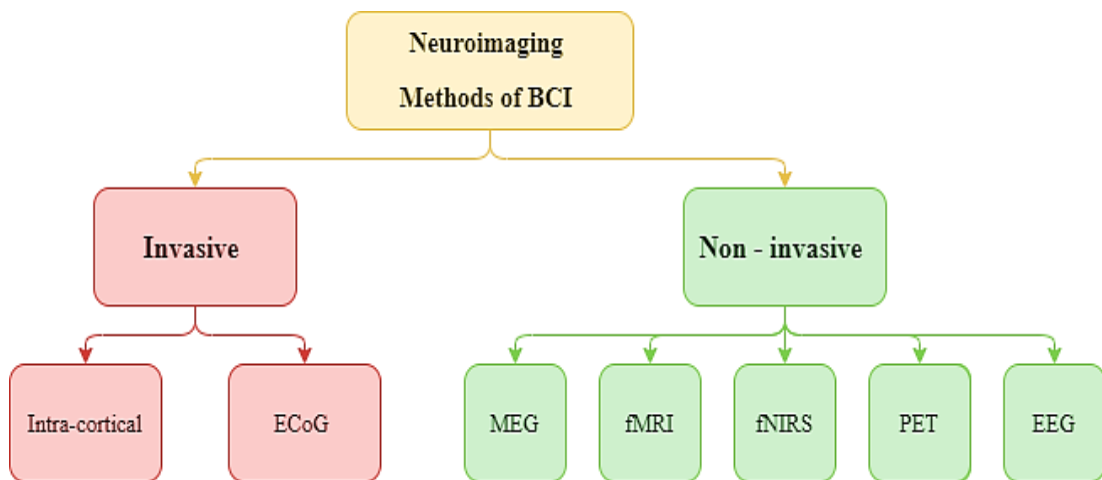 Neuroimaging
Methods of BCI
Invasive
Non - invasive
Intra-cortical
ECoG
MEG
fMRI
fNIRS
PET
EEG